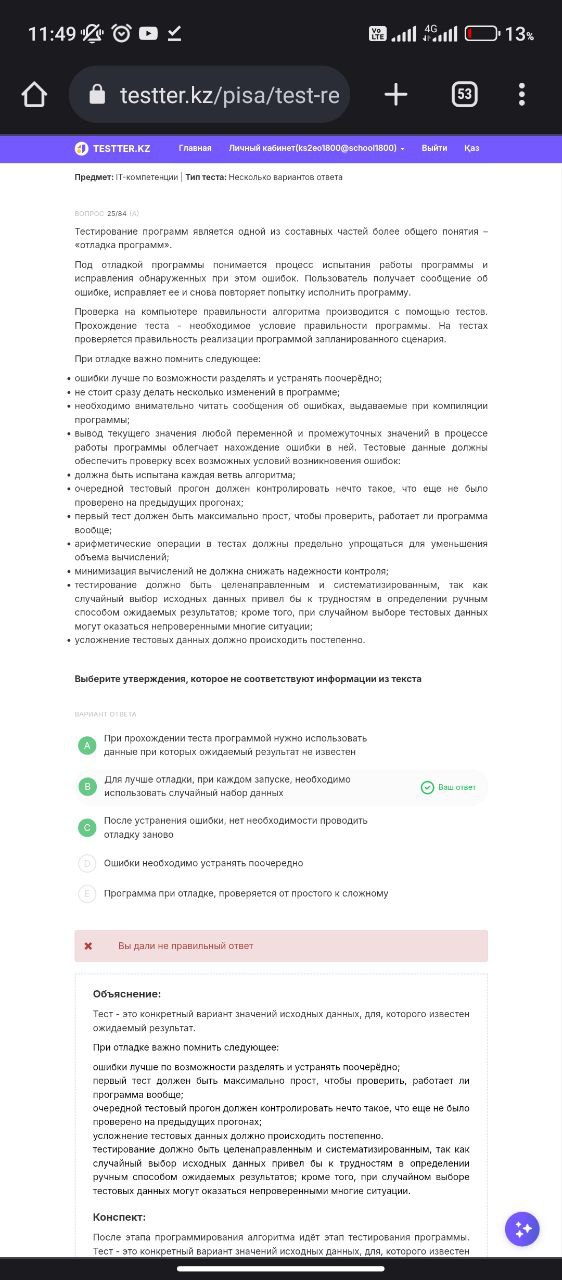 11:49
Vo LTE
4G
13%
testter.kz/pisa/test-re
53
TESTTER.KZ
Главная
Личный кабинет(ks2eo1800@school1800)
Выйти
Қаз
Предмет: IT-компетенции | Тип теста: Несколько вариантов ответа
ВОПРОС 25/84 (A)
Тестирование программ является одной из составных частей более общего понятия –
«отладка программ».
Под отладкой программы понимается процесс испытания работы программы и
исправления обнаруженных при этом ошибок. Пользователь получает сообщение об
ошибке, исправляет ее и снова повторяет попытку исполнить программу.
Проверка на компьютере правильности алгоритма производится с помощью тестов.
Прохождение теста - необходимое условие правильности программы. На тестах
проверяется правильность реализации программой запланированного сценария.
При отладке важно помнить следующее:
• ошибки лучше по возможности разделять и устранять поочерёдно;
• не стоит сразу делать несколько изменений в программе;
• необходимо внимательно читать сообщения об ошибках, выдаваемые при компиляции
программы;
• вывод текущего значения любой переменной и промежуточных значений в процессе
работы программы облегчает нахождение ошибки в ней. Тестовые данные должны
обеспечить проверку всех возможных условий возникновения ошибок:
• должна быть испытана каждая ветвь алгоритма;
• очередной тестовый прогон должен контролировать нечто такое, что еще не было
проверено на предыдущих прогонах;
• первый тест должен быть максимально прост, чтобы проверить, работает ли программа
вообще;
• арифметические операции в тестах должны предельно упрощаться для уменьшения
объема вычислений;
• минимизация вычислений не должна снижать надежности контроля;
• тестирование должно быть целенаправленным и систематизированным, так как
случайный выбор исходных данных привел бы к трудностям в определении ручным
способом ожидаемых результатов; кроме того, при случайном выборе тестовых данных
могут оказаться непроверенными многие ситуации;
• усложнение тестовых данных должно происходить постепенно.
Выберите утверждения, которое не соответствуют информации из текста
ВАРИАНТ ОТВЕТА
A При прохождении теста программой нужно использовать
данные при которых ожидаемый результат не известен
B Для лучше отладки, при каждом запуске, необходимо
использовать случайный набор данных
Ваш ответ
C После устранения ошибки, нет необходимости проводить
отладку заново
D Ошибки необходимо устранять поочередно
E Программа при отладке, проверяется от простого к сложному
✖ Вы дали не правильный ответ
Объяснение:
Тест - это конкретный вариант значений исходных данных, для, которого известен
ожидаемый результат.
При отладке важно помнить следующее:
ошибки лучше по возможности разделять и устранять поочерёдно;
первый тест должен быть максимально прост, чтобы проверить, работает ли
программа вообще;
очередной тестовый прогон должен контролировать нечто такое, что еще не было
проверено на предыдущих прогонах;
усложнение тестовых данных должно происходить постепенно.
тестирование должно быть целенаправленным и систематизированным, так как
случайный выбор исходных данных привел бы к трудностям в определении
ручным способом ожидаемых результатов; кроме того, при случайном выборе
тестовых данных могут оказаться непроверенными многие ситуации.
Конспект:
После этапа программирования алгоритма идёт этап тестирования программы.
Тест - это конкретный вариант значений исходных данных, для, которого известен